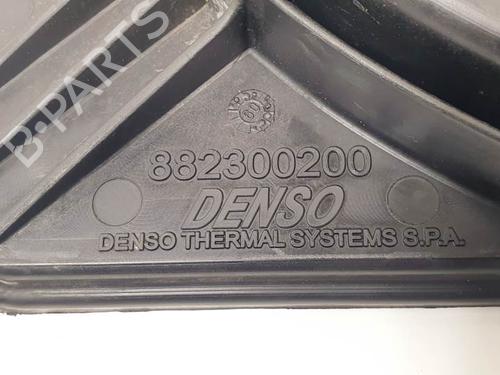 B-PARTS
882300200
DENSO
DENSO THERMAL SYSTEMS S.P.A.